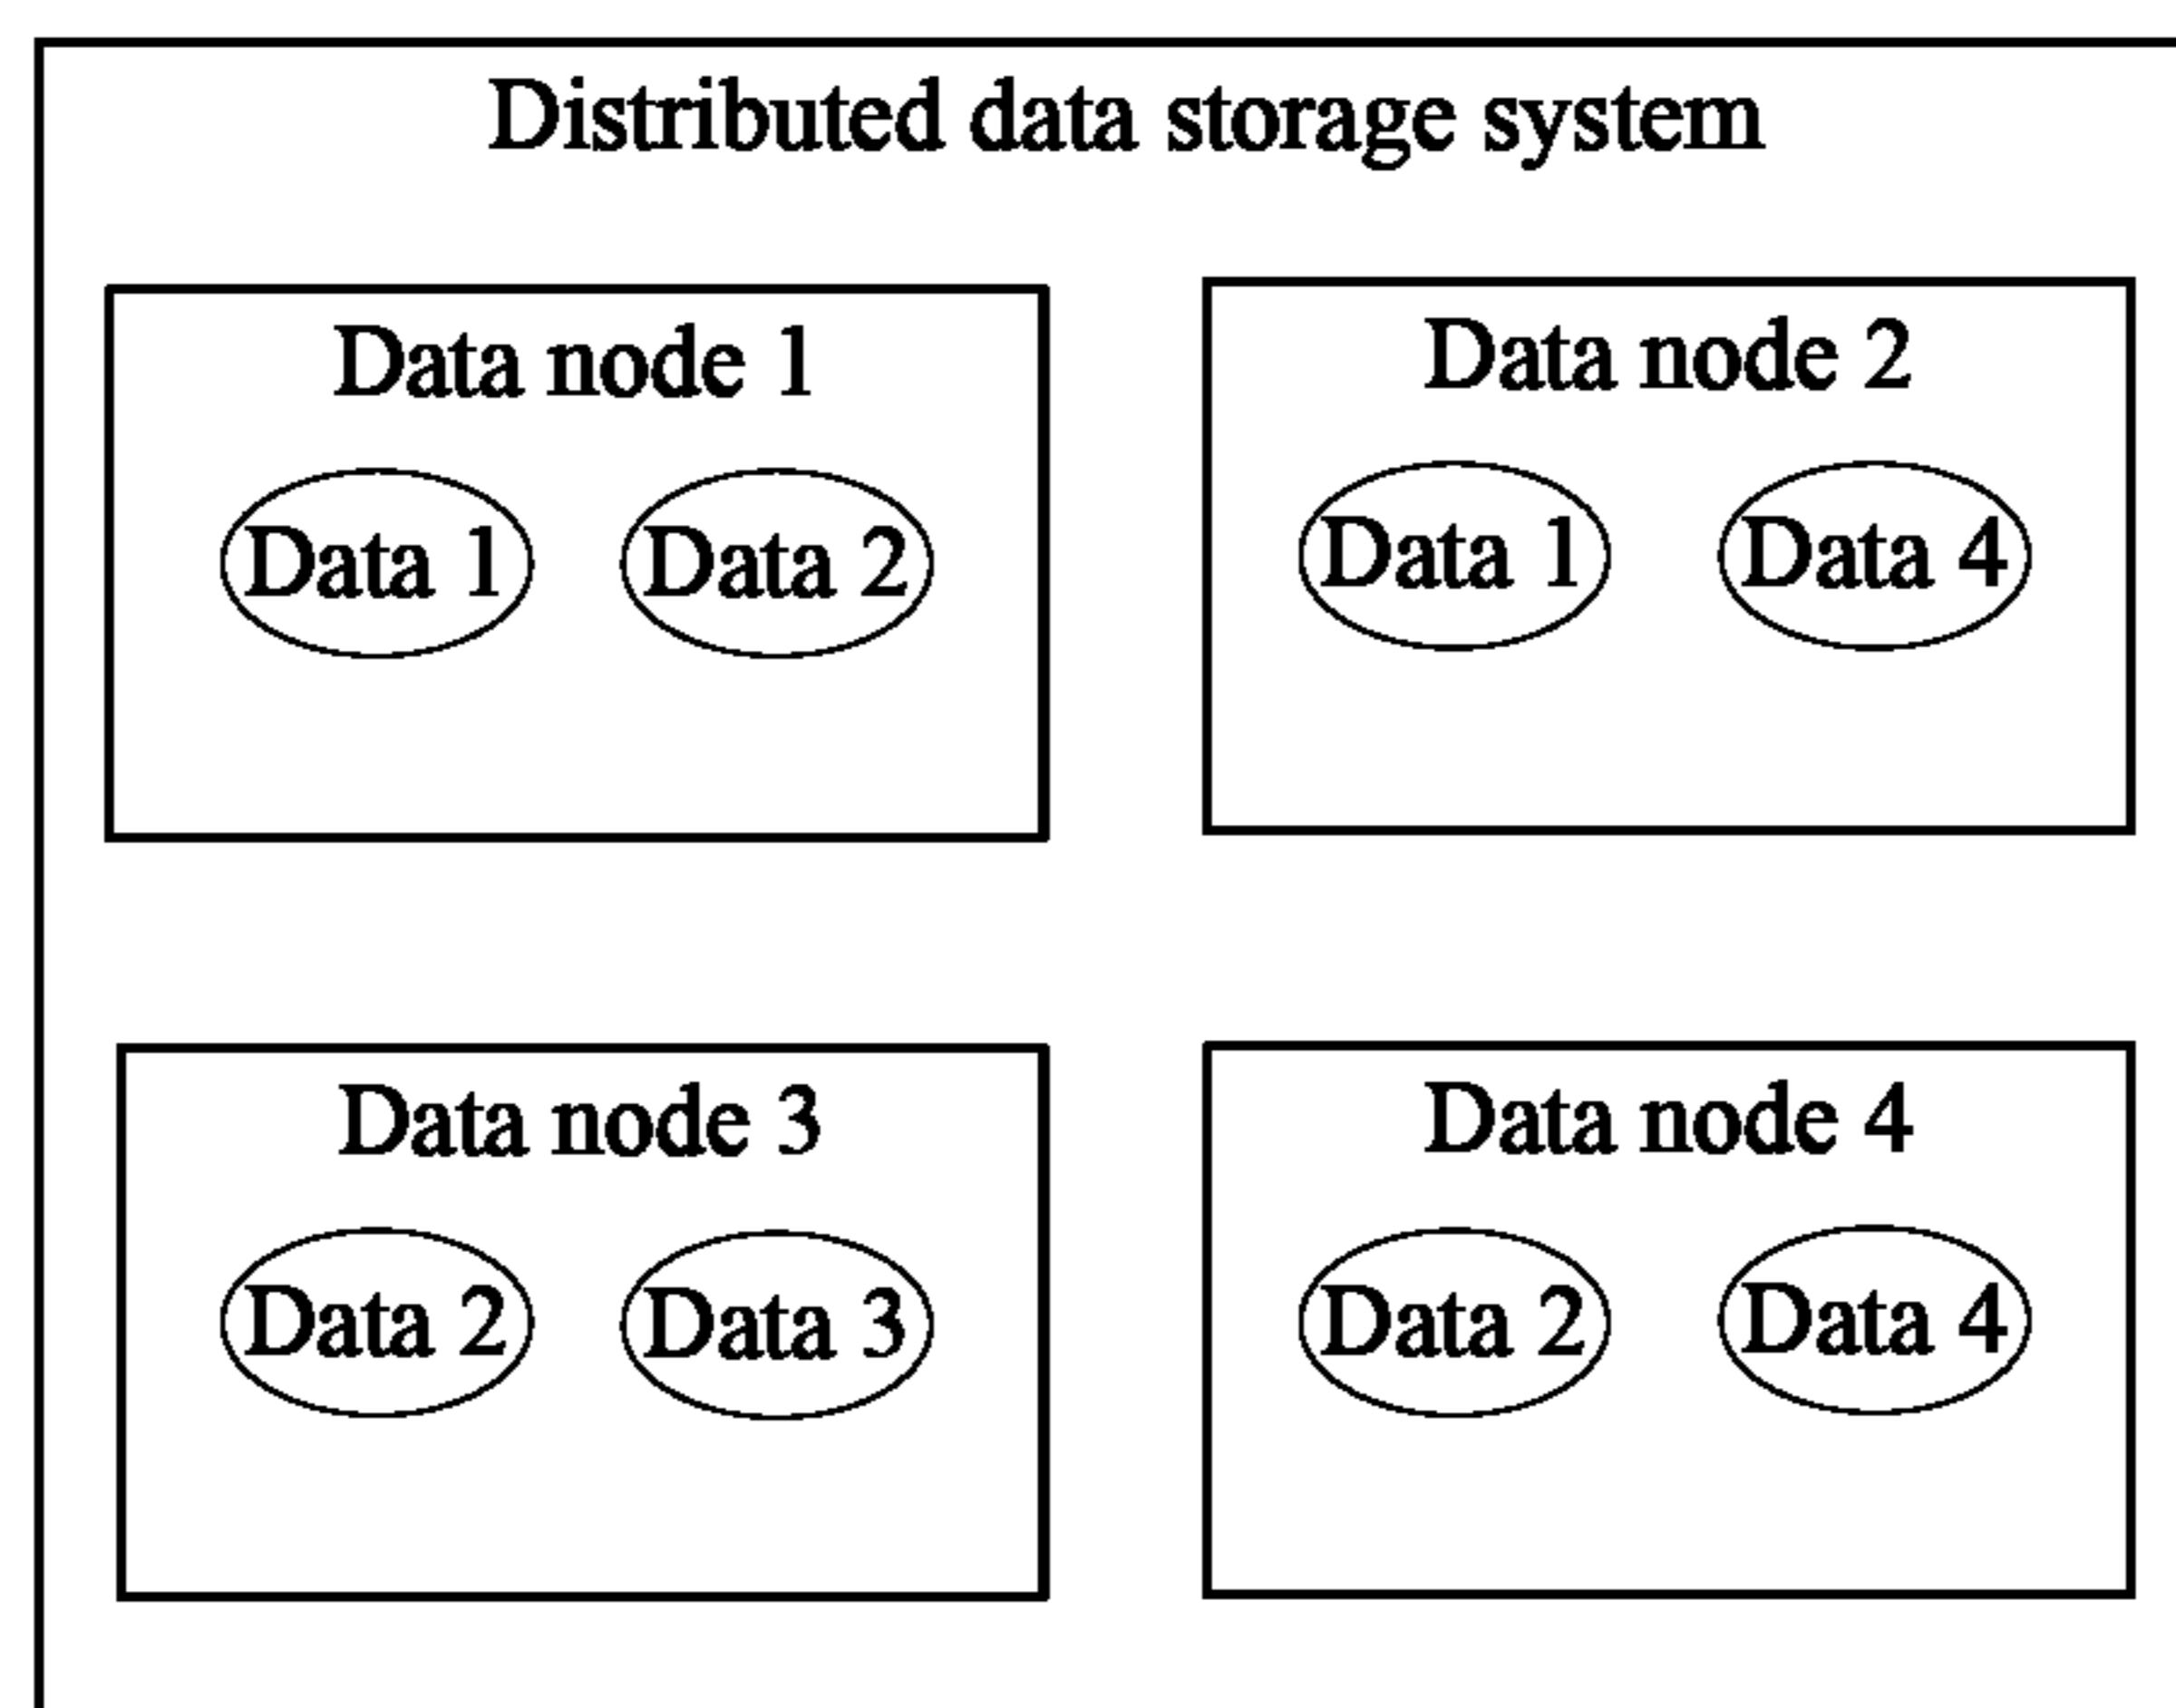 Distributed data storage system
Data node 1
Data 1
Data 2
Data node 2
Data 1
Data 4
Data node 3
Data 2
Data 3
Data node 4
Data 2
Data 4